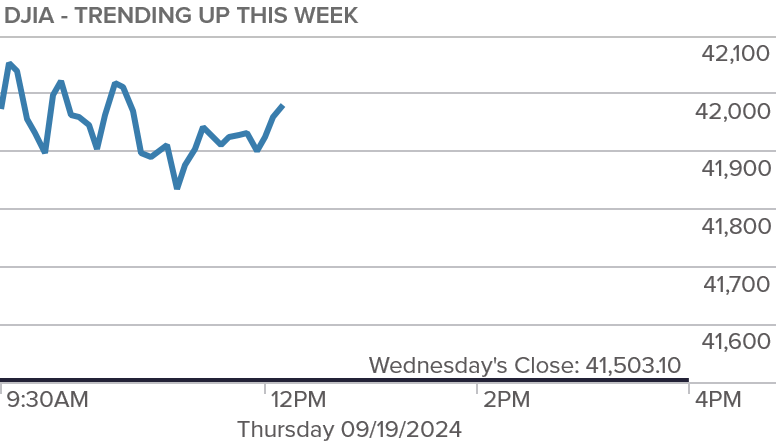 DJIA - TRENDING UP THIS WEEK
42,100
42,000
41,900
41,800
41,700
41,600
Wednesday's Close: 41,503.10
9:30AM 12PM 2PM 4PM
Thursday 09/19/2024